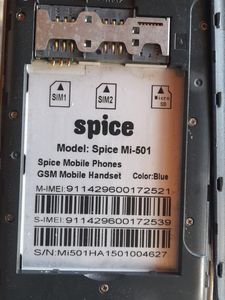 SIM1 SIM2 Micro SD
spice
Model: Spice Mi-501
Spice Mobile Phones
GSM Mobile Handset Color:Blue
M-IMEI:911429600172521
S-IMEI:911429600172539
S/N:Mi501HA1501004627